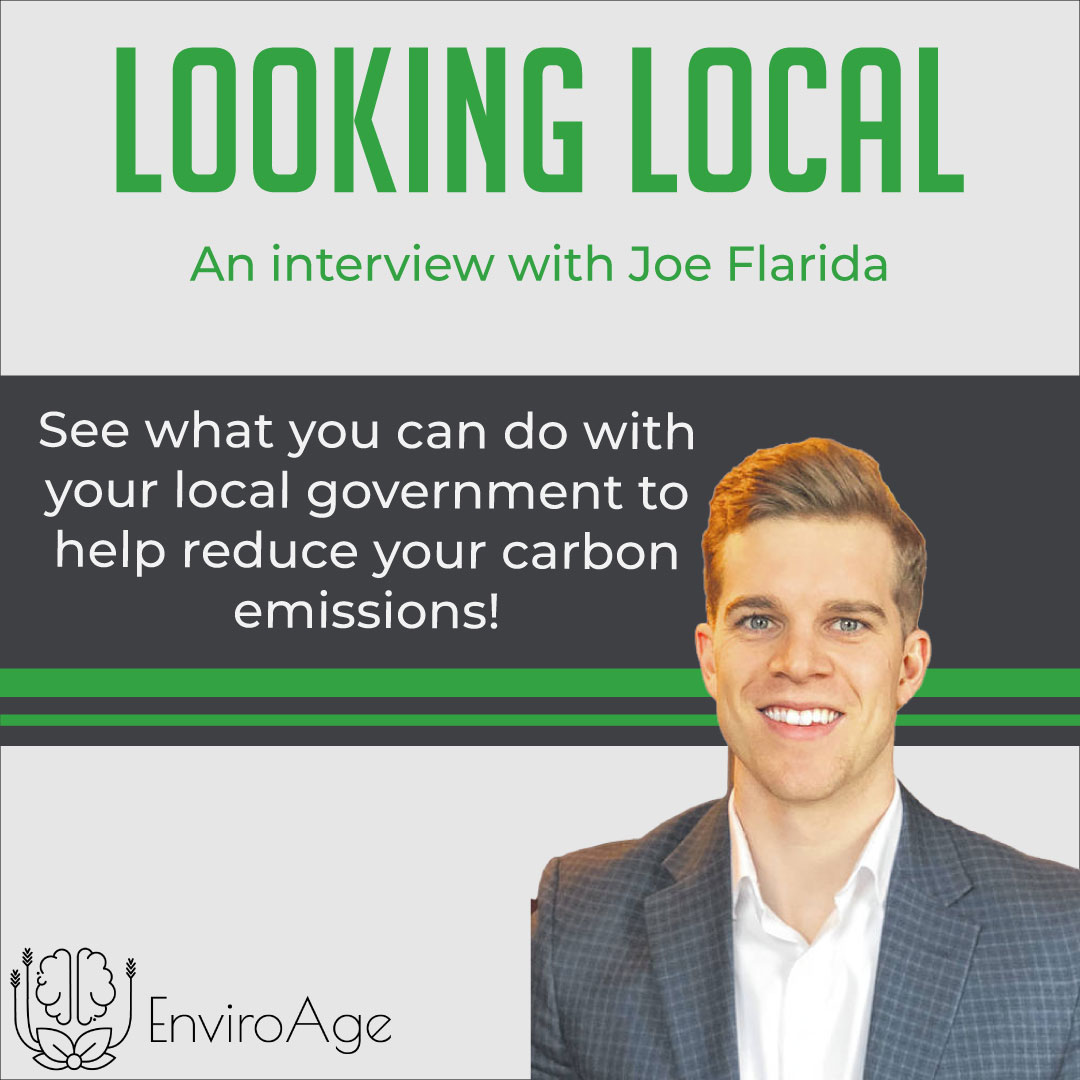 LOOKING LOCAL
An interview with Joe Flarida
See what you can do with
your local government to
help reduce your carbon
emissions!
EnviroAge